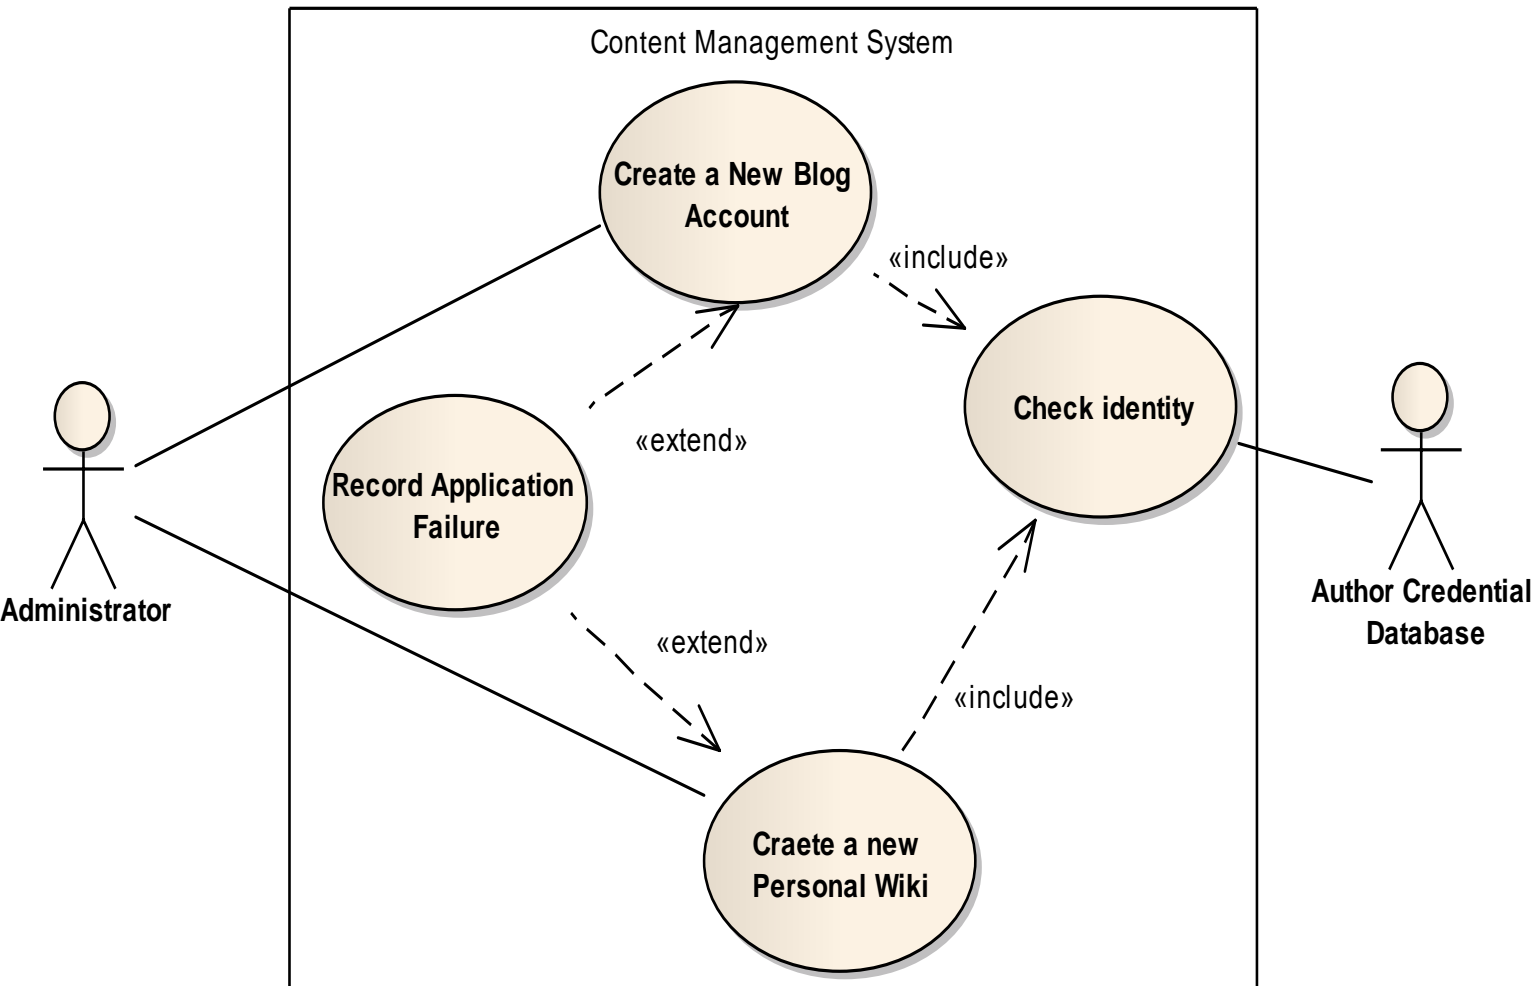 Content Management System
Create a New Blog
Account
«include»
Check identity
«extend»
Record Application
Failure
Administrator
Author Credential
Database
«extend»
«include»
Craete a new
Personal Wiki